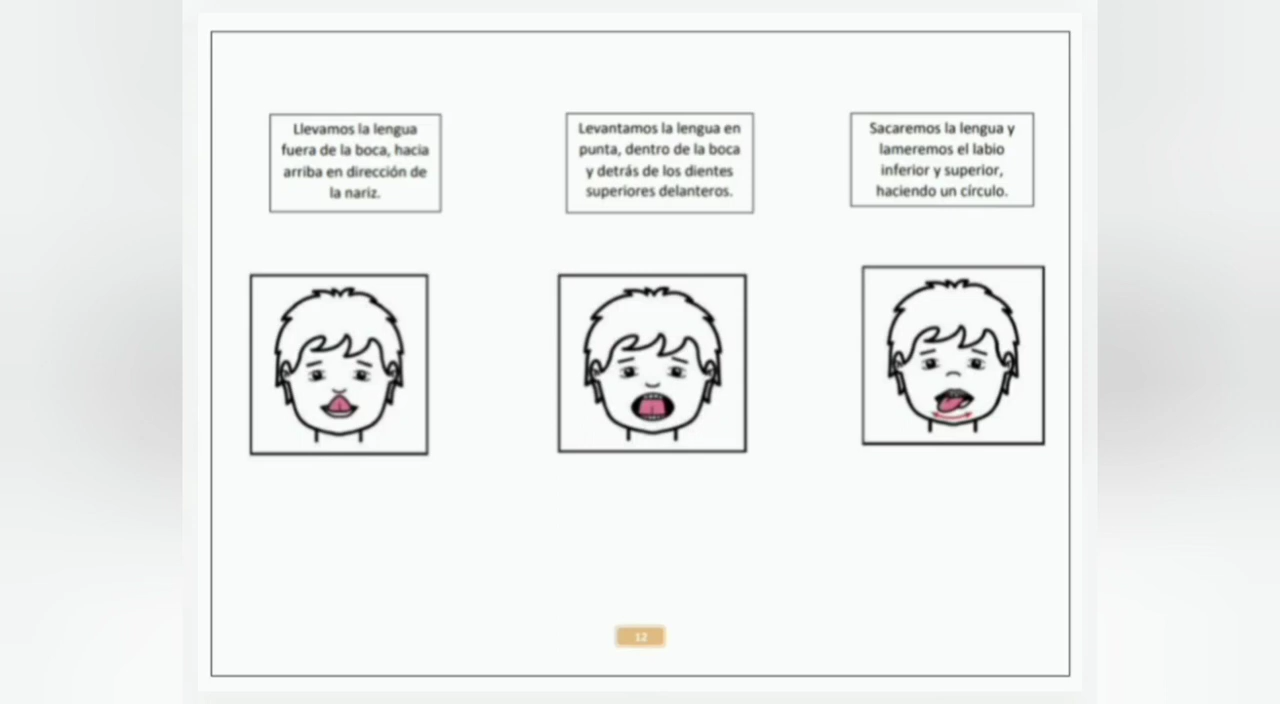 Llevamos la lengua
fuera de la boca, hacia
arriba en dirección de
la nariz.
Levantamos la lengua en
punta, dentro de la boca
y detrás de los dientes
superiores delanteros.
Sacaremos la lengua y
lameremos el labio
inferior y superior,
haciendo un círculo.
12